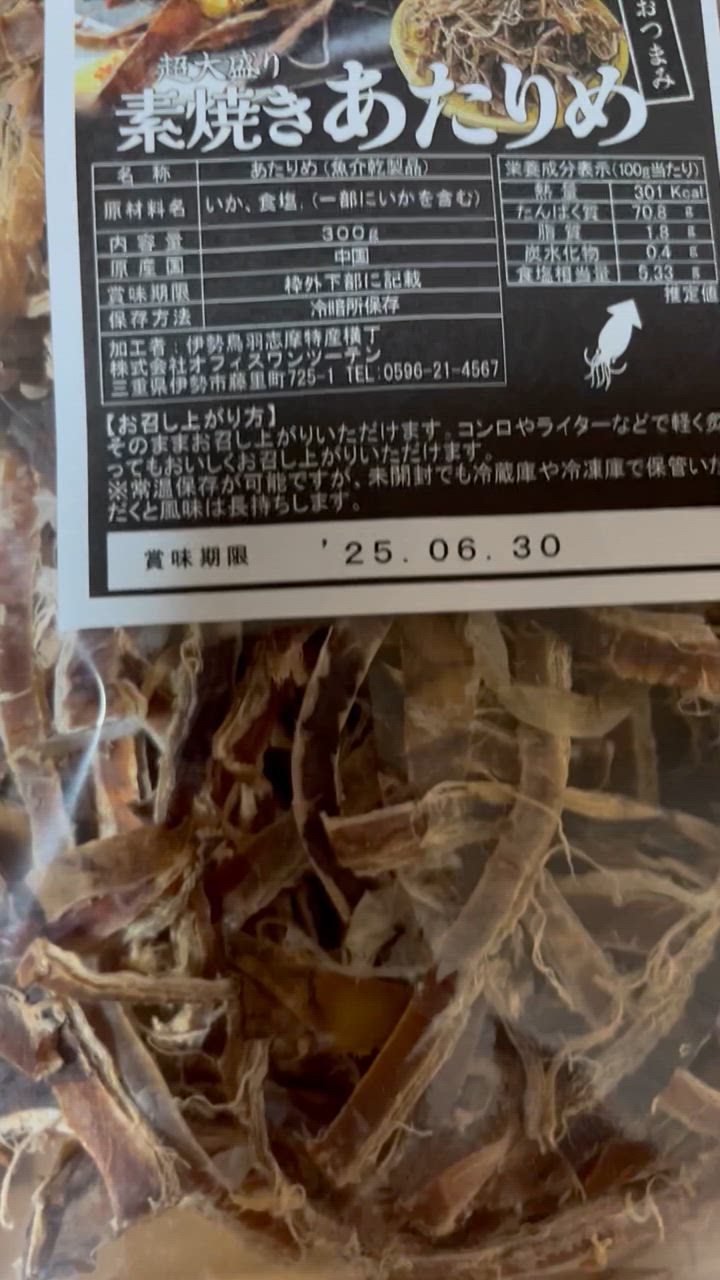 おつまみ
超大盛り
素焼きあたりめ
名称 あたりめ(魚介乾製品)
原材料名 いか、食塩、(一部にいかを含む)
内容量 300g
原産国 中国
賞味期限 枠外下部に記載
保存方法 冷暗所保存
加工者:伊勢鳥羽志摩特産横丁
株式会社オフィスワンツーテン
三重県伊勢市藤里町725-1 TEL:0596-21-4567
栄養成分表示(100g当たり)
熱量 301 Kcal
たんぱく質 70.8 g
脂質 1.8 g
炭水化物 0.4 g
食塩相当量 5.33 g
推定値
【お召し上がり方】
そのままお召し上がりいただけます。コンロやライターなどで軽く炙
ってもおいしくお召し上がりいただけます。
※常温保存が可能ですが、未開封でも冷蔵庫や冷凍庫で保管いた
だくと風味は長持ちします。
賞味期限 '25.06.30